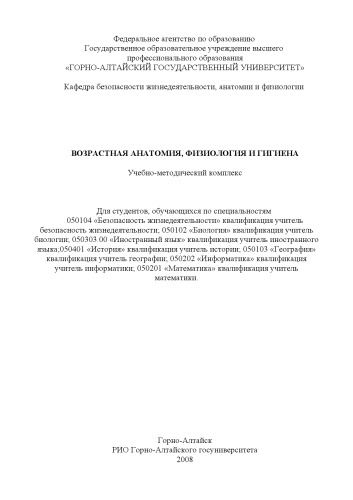 Федеральное агентство по образованию
Государственное образовательное учреждение высшего
профессионального образования
«ГОРНО-АЛТАЙСКИЙ ГОСУДАРСТВЕННЫЙ УНИВЕРСИТЕТ»
Кафедра безопасности жизнедеятельности, анатомии и физиологии
ВОЗРАСТНАЯ АНАТОМИЯ, ФИЗИОЛОГИЯ И ГИГИЕНА
Учебно-методический комплекс
Для студентов, обучающихся по специальностям
050104 «Безопасность жизнедеятельности» квалификация учитель
безопасность жизнедеятельности; 050102 «Биология» квалификация учитель
биологии; 050303.00 «Иностранный язык» квалификация учитель иностранного
языка;050401 «История» квалификация учитель истории; 050103 «География»
квалификация учитель географии; 050202 «Информатика» квалификация
учитель информатики; 050201 «Математика» квалификация учитель
математики.
Горно-Алтайск
РИО Горно-Алтайского госуниверситета
2008